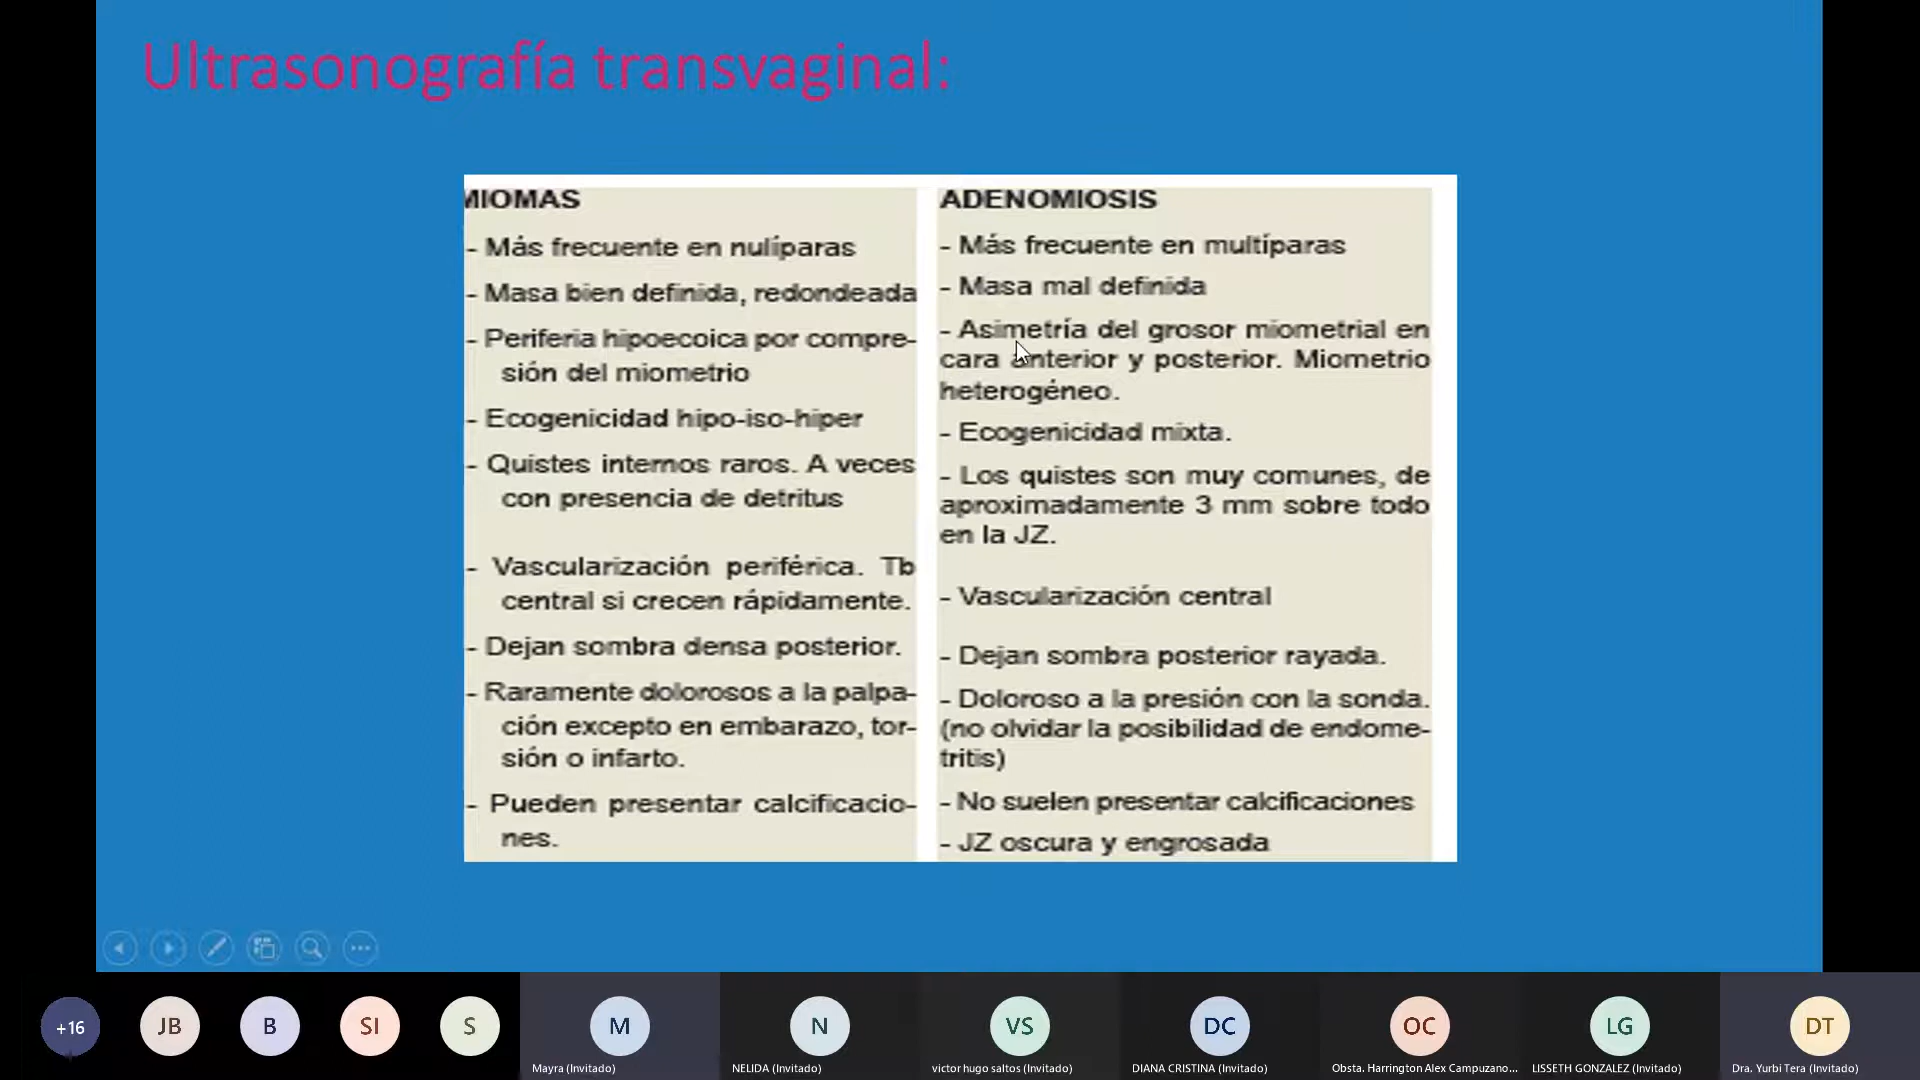 Ultrasonografía transvaginal:
MIOMAS
- Más frecuente en nulíparas
- Masa bien definida, redondeada
- Periferia hipoecoica por compre-
sión del miometrio
- Ecogenicidad hipo-iso-hiper
- Quistes internos raros. A veces
con presencia de detritus
- Vascularización periférica. Tb
central si crecen rápidamente.
- Dejan sombra densa posterior.
- Raramente dolorosos a la palpa-
ción excepto en embarazo, tor-
sión o infarto.
- Pueden presentar calcificacio-
nes.
ADENOMIOSIS
- Más frecuente en multíparas
- Masa mal definida
- Asimetría del grosor miometrial en
cara anterior y posterior. Miometrio
heterogéneo.
- Ecogenicidad mixta.
- Los quistes son muy comunes, de
aproximadamente 3 mm sobre todo
en la JZ.
- Vascularización central
- Dejan sombra posterior rayada.
- Doloroso a la presión con la sonda.
(no olvidar la posibilidad de endome-
tritis)
- No suelen presentar calcificaciones
- JZ oscura y engrosada
+16
JB
B
SI
S
M
N
VS
DC
OC
LG
DT
Mayra (Invitado)
NELIDA (Invitado)
victor hugo saltos (Invitado)
DIANA CRISTINA (Invitado)
Obsta. Harrington Alex Campuzano...
LISSETH GONZALEZ (Invitado)
Dra. Yurbi Tera (Invitado)